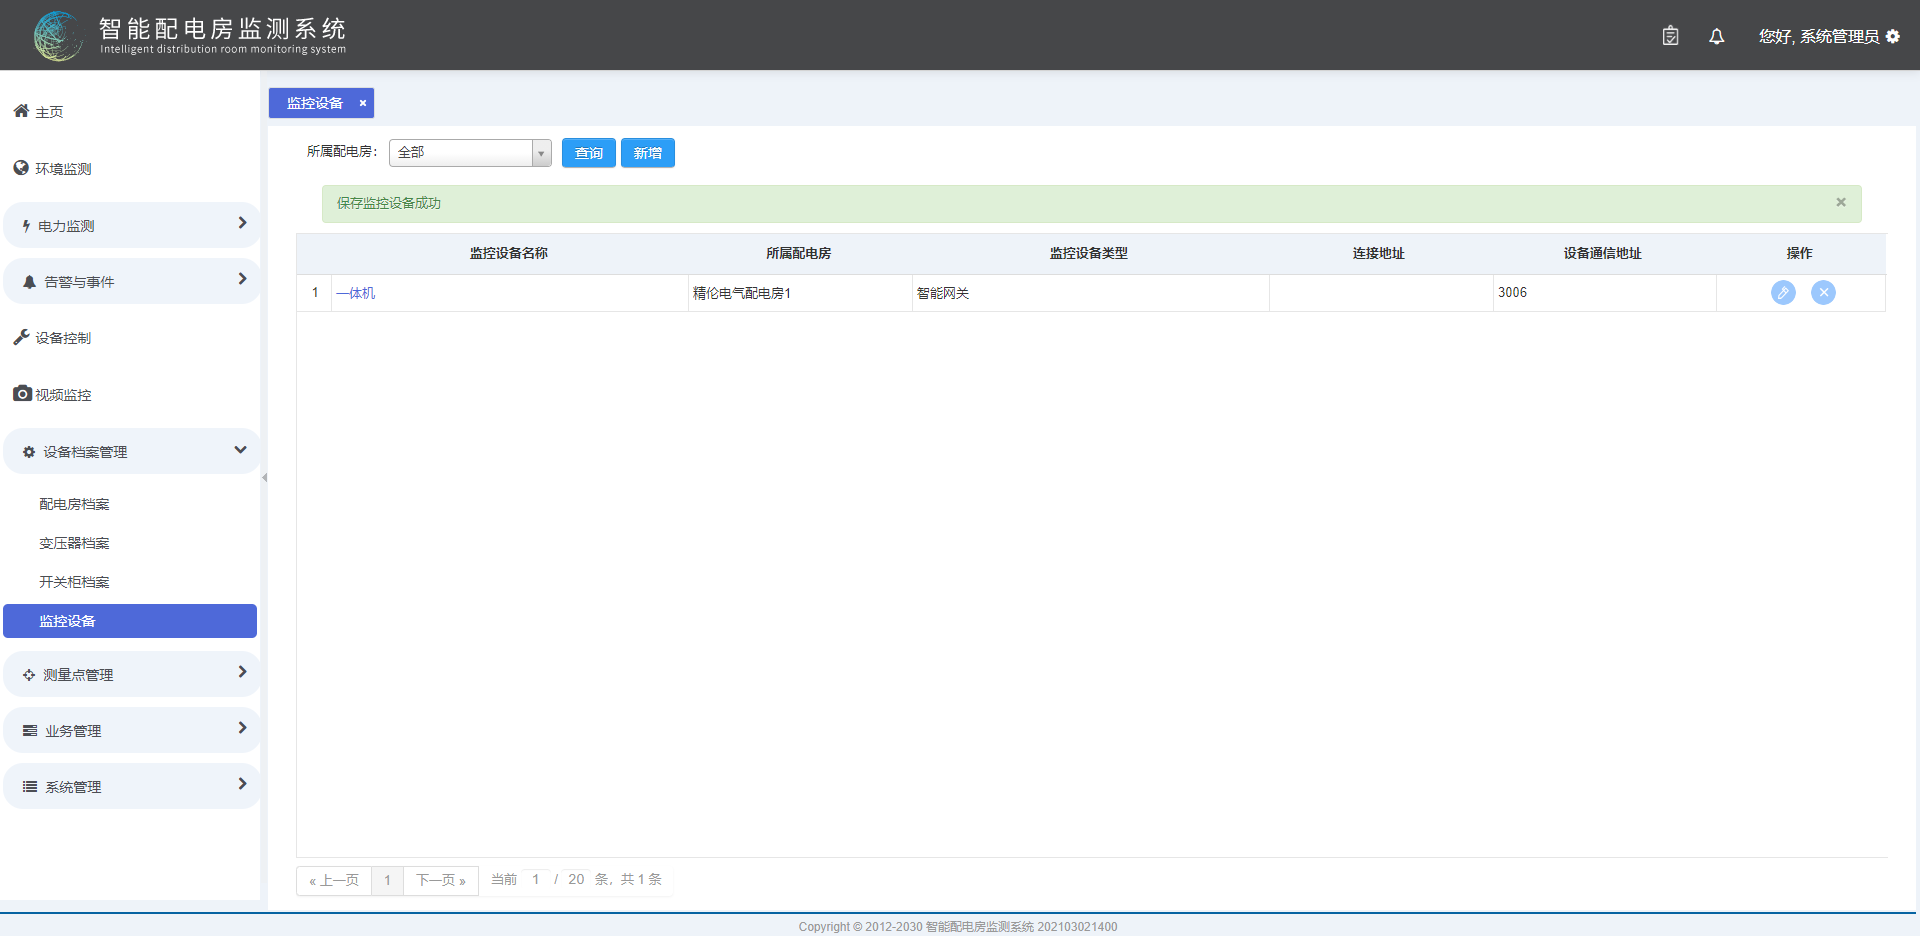 智能配电房监测系统
Intelligent distribution room monitoring system
您好, 系统管理员
主页
环境监测
电力监测
告警与事件
设备控制
视频监控
设备档案管理
配电房档案
变压器档案
开关柜档案
监控设备
测量点管理
业务管理
系统管理
监控设备 ×
所属配电房： 全部 查询 新增
保存监控设备成功 ×
监控设备名称 所属配电房 监控设备类型 连接地址 设备通信地址 操作
1 一体机 精伦电气配电房1 智能网关 3006
« 上一页 1 下一页 » 当前 1 / 20 条，共 1 条
Copyright © 2012-2030 智能配电房监测系统 202103021400